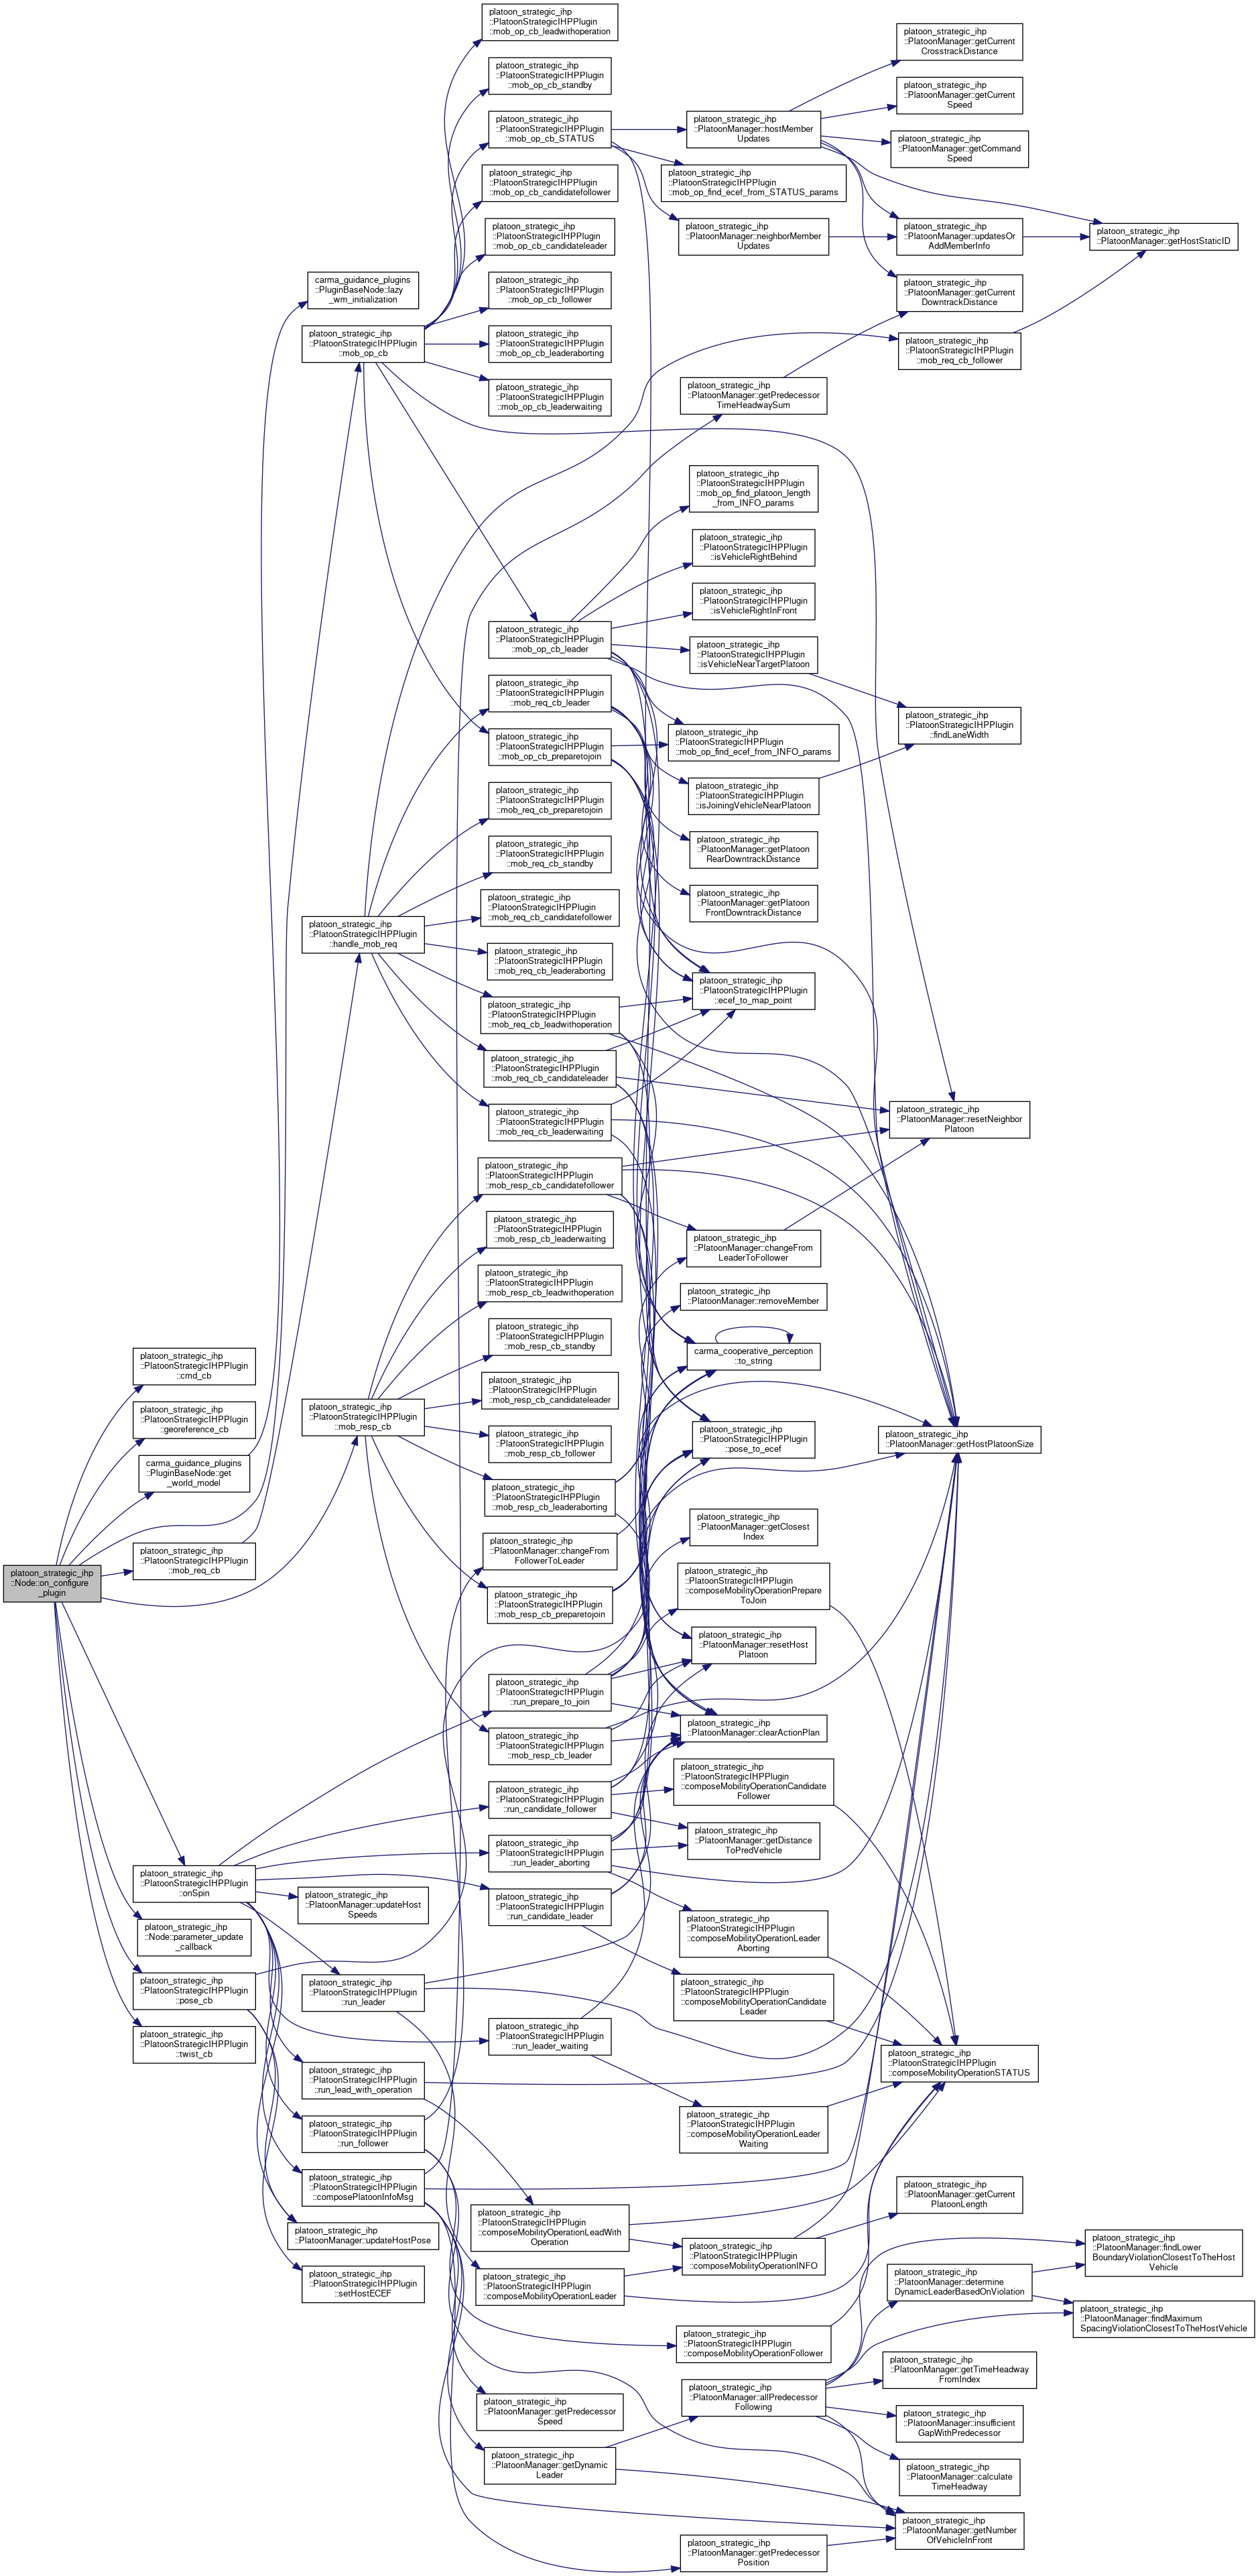 platoon_strategic_ihp
::Node::on_configure
_plugin
platoon_strategic_ihp
::PlatoonStrategicIHPPlugin
::cmd_cb
platoon_strategic_ihp
::PlatoonStrategicIHPPlugin
::georeference_cb
carma_guidance_plugins
::PluginBaseNode::get
_world_model
platoon_strategic_ihp
::PlatoonStrategicIHPPlugin
::mob_req_cb
platoon_strategic_ihp
::PlatoonStrategicIHPPlugin
::onSpin
platoon_strategic_ihp
::Node::parameter_update
_callback
platoon_strategic_ihp
::PlatoonStrategicIHPPlugin
::pose_cb
platoon_strategic_ihp
::PlatoonStrategicIHPPlugin
::twist_cb
carma_guidance_plugins
::PluginBaseNode::lazy
_wm_initialization
platoon_strategic_ihp
::PlatoonStrategicIHPPlugin
::mob_op_cb
platoon_strategic_ihp
::PlatoonStrategicIHPPlugin
::handle_mob_req
platoon_strategic_ihp
::PlatoonStrategicIHPPlugin
::mob_resp_cb
platoon_strategic_ihp
::PlatoonManager::updateHost
Speeds
platoon_strategic_ihp
::PlatoonStrategicIHPPlugin
::run_leader
platoon_strategic_ihp
::PlatoonStrategicIHPPlugin
::run_lead_with_operation
platoon_strategic_ihp
::PlatoonStrategicIHPPlugin
::run_follower
platoon_strategic_ihp
::PlatoonStrategicIHPPlugin
::composePlatoonInfoMsg
platoon_strategic_ihp
::PlatoonManager::updateHostPose
platoon_strategic_ihp
::PlatoonStrategicIHPPlugin
::setHostECEF
platoon_strategic_ihp
::PlatoonStrategicIHPPlugin
::mob_op_cb_leadwithoperation
platoon_strategic_ihp
::PlatoonStrategicIHPPlugin
::mob_op_cb_standby
platoon_strategic_ihp
::PlatoonStrategicIHPPlugin
::mob_op_cb_STATUS
platoon_strategic_ihp
::PlatoonStrategicIHPPlugin
::mob_op_cb_candidatefollower
platoon_strategic_ihp
::PlatoonStrategicIHPPlugin
::mob_op_cb_candidateleader
platoon_strategic_ihp
::PlatoonStrategicIHPPlugin
::mob_op_cb_follower
platoon_strategic_ihp
::PlatoonStrategicIHPPlugin
::mob_op_cb_leaderaborting
platoon_strategic_ihp
::PlatoonStrategicIHPPlugin
::mob_op_cb_leaderwaiting
platoon_strategic_ihp
::PlatoonStrategicIHPPlugin
::mob_op_cb_leader
platoon_strategic_ihp
::PlatoonStrategicIHPPlugin
::mob_req_cb_leader
platoon_strategic_ihp
::PlatoonStrategicIHPPlugin
::mob_op_cb_preparetojoin
platoon_strategic_ihp
::PlatoonStrategicIHPPlugin
::mob_req_cb_preparetojoin
platoon_strategic_ihp
::PlatoonStrategicIHPPlugin
::mob_req_cb_standby
platoon_strategic_ihp
::PlatoonStrategicIHPPlugin
::mob_req_cb_candidatefollower
platoon_strategic_ihp
::PlatoonStrategicIHPPlugin
::mob_req_cb_leaderaborting
platoon_strategic_ihp
::PlatoonStrategicIHPPlugin
::mob_req_cb_leadwithoperation
platoon_strategic_ihp
::PlatoonStrategicIHPPlugin
::mob_req_cb_candidateleader
platoon_strategic_ihp
::PlatoonStrategicIHPPlugin
::mob_req_cb_leaderwaiting
platoon_strategic_ihp
::PlatoonStrategicIHPPlugin
::mob_resp_cb_candidatefollower
platoon_strategic_ihp
::PlatoonStrategicIHPPlugin
::mob_resp_cb_leaderwaiting
platoon_strategic_ihp
::PlatoonStrategicIHPPlugin
::mob_resp_cb_leadwithoperation
platoon_strategic_ihp
::PlatoonStrategicIHPPlugin
::mob_resp_cb_standby
platoon_strategic_ihp
::PlatoonStrategicIHPPlugin
::mob_resp_cb_candidateleader
platoon_strategic_ihp
::PlatoonStrategicIHPPlugin
::mob_resp_cb_follower
platoon_strategic_ihp
::PlatoonStrategicIHPPlugin
::mob_resp_cb_leaderaborting
platoon_strategic_ihp
::PlatoonManager::changeFrom
FollowerToLeader
platoon_strategic_ihp
::PlatoonStrategicIHPPlugin
::mob_resp_cb_preparetojoin
platoon_strategic_ihp
::PlatoonStrategicIHPPlugin
::run_prepare_to_join
platoon_strategic_ihp
::PlatoonStrategicIHPPlugin
::mob_resp_cb_leader
platoon_strategic_ihp
::PlatoonStrategicIHPPlugin
::run_candidate_follower
platoon_strategic_ihp
::PlatoonStrategicIHPPlugin
::run_leader_aborting
platoon_strategic_ihp
::PlatoonStrategicIHPPlugin
::run_candidate_leader
platoon_strategic_ihp
::PlatoonStrategicIHPPlugin
::run_leader_waiting
platoon_strategic_ihp
::PlatoonStrategicIHPPlugin
::composeMobilityOperationLeadWith
Operation
platoon_strategic_ihp
::PlatoonStrategicIHPPlugin
::composeMobilityOperationLeader
platoon_strategic_ihp
::PlatoonManager::getPredecessor
Speed
platoon_strategic_ihp
::PlatoonManager::getDynamic
Leader
platoon_strategic_ihp
::PlatoonManager::hostMember
Updates
platoon_strategic_ihp
::PlatoonStrategicIHPPlugin
::mob_op_find_ecef_from_STATUS_params
platoon_strategic_ihp
::PlatoonManager::neighborMember
Updates
platoon_strategic_ihp
::PlatoonManager::getPredecessor
TimeHeadwaySum
platoon_strategic_ihp
::PlatoonStrategicIHPPlugin
::mob_op_find_platoon_length
_from_INFO_params
platoon_strategic_ihp
::PlatoonStrategicIHPPlugin
::isVehicleRightBehind
platoon_strategic_ihp
::PlatoonStrategicIHPPlugin
::isVehicleRightInFront
platoon_strategic_ihp
::PlatoonStrategicIHPPlugin
::isVehicleNearTargetPlatoon
platoon_strategic_ihp
::PlatoonStrategicIHPPlugin
::mob_op_find_ecef_from_INFO_params
platoon_strategic_ihp
::PlatoonStrategicIHPPlugin
::isJoiningVehicleNearPlatoon
platoon_strategic_ihp
::PlatoonManager::getPlatoon
RearDowntrackDistance
platoon_strategic_ihp
::PlatoonManager::getPlatoon
FrontDowntrackDistance
platoon_strategic_ihp
::PlatoonStrategicIHPPlugin
::ecef_to_map_point
platoon_strategic_ihp
::PlatoonManager::changeFrom
LeaderToFollower
platoon_strategic_ihp
::PlatoonManager::removeMember
carma_cooperative_perception
::to_string
platoon_strategic_ihp
::PlatoonStrategicIHPPlugin
::pose_to_ecef
platoon_strategic_ihp
::PlatoonManager::getClosest
Index
platoon_strategic_ihp
::PlatoonStrategicIHPPlugin
::composeMobilityOperationPrepare
ToJoin
platoon_strategic_ihp
::PlatoonManager::resetHost
Platoon
platoon_strategic_ihp
::PlatoonManager::clearActionPlan
platoon_strategic_ihp
::PlatoonStrategicIHPPlugin
::composeMobilityOperationCandidate
Follower
platoon_strategic_ihp
::PlatoonManager::getDistance
ToPredVehicle
platoon_strategic_ihp
::PlatoonStrategicIHPPlugin
::composeMobilityOperationLeader
Aborting
platoon_strategic_ihp
::PlatoonStrategicIHPPlugin
::composeMobilityOperationCandidate
Leader
platoon_strategic_ihp
::PlatoonStrategicIHPPlugin
::composeMobilityOperationLeader
Waiting
platoon_strategic_ihp
::PlatoonStrategicIHPPlugin
::composeMobilityOperationINFO
platoon_strategic_ihp
::PlatoonStrategicIHPPlugin
::composeMobilityOperationFollower
platoon_strategic_ihp
::PlatoonManager::allPredecessor
Following
platoon_strategic_ihp
::PlatoonManager::getPredecessor
Position
platoon_strategic_ihp
::PlatoonManager::getCurrent
CrosstrackDistance
platoon_strategic_ihp
::PlatoonManager::getCurrent
Speed
platoon_strategic_ihp
::PlatoonManager::getCommand
Speed
platoon_strategic_ihp
::PlatoonManager::updatesOr
AddMemberInfo
platoon_strategic_ihp
::PlatoonManager::getCurrent
DowntrackDistance
platoon_strategic_ihp
::PlatoonStrategicIHPPlugin
::mob_req_cb_follower
platoon_strategic_ihp
::PlatoonStrategicIHPPlugin
::findLaneWidth
platoon_strategic_ihp
::PlatoonManager::resetNeighbor
Platoon
platoon_strategic_ihp
::PlatoonManager::getHostPlatoonSize
platoon_strategic_ihp
::PlatoonStrategicIHPPlugin
::composeMobilityOperationSTATUS
platoon_strategic_ihp
::PlatoonManager::getCurrent
PlatoonLength
platoon_strategic_ihp
::PlatoonManager::determine
DynamicLeaderBasedOnViolation
platoon_strategic_ihp
::PlatoonManager::getTimeHeadway
FromIndex
platoon_strategic_ihp
::PlatoonManager::insufficient
GapWithPredecessor
platoon_strategic_ihp
::PlatoonManager::calculate
TimeHeadway
platoon_strategic_ihp
::PlatoonManager::getNumber
OfVehicleInFront
platoon_strategic_ihp
::PlatoonManager::getHostStaticID
platoon_strategic_ihp
::PlatoonManager::findLower
BoundaryViolationClosestToTheHost
Vehicle
platoon_strategic_ihp
::PlatoonManager::findMaximum
SpacingViolationClosestToTheHostVehicle